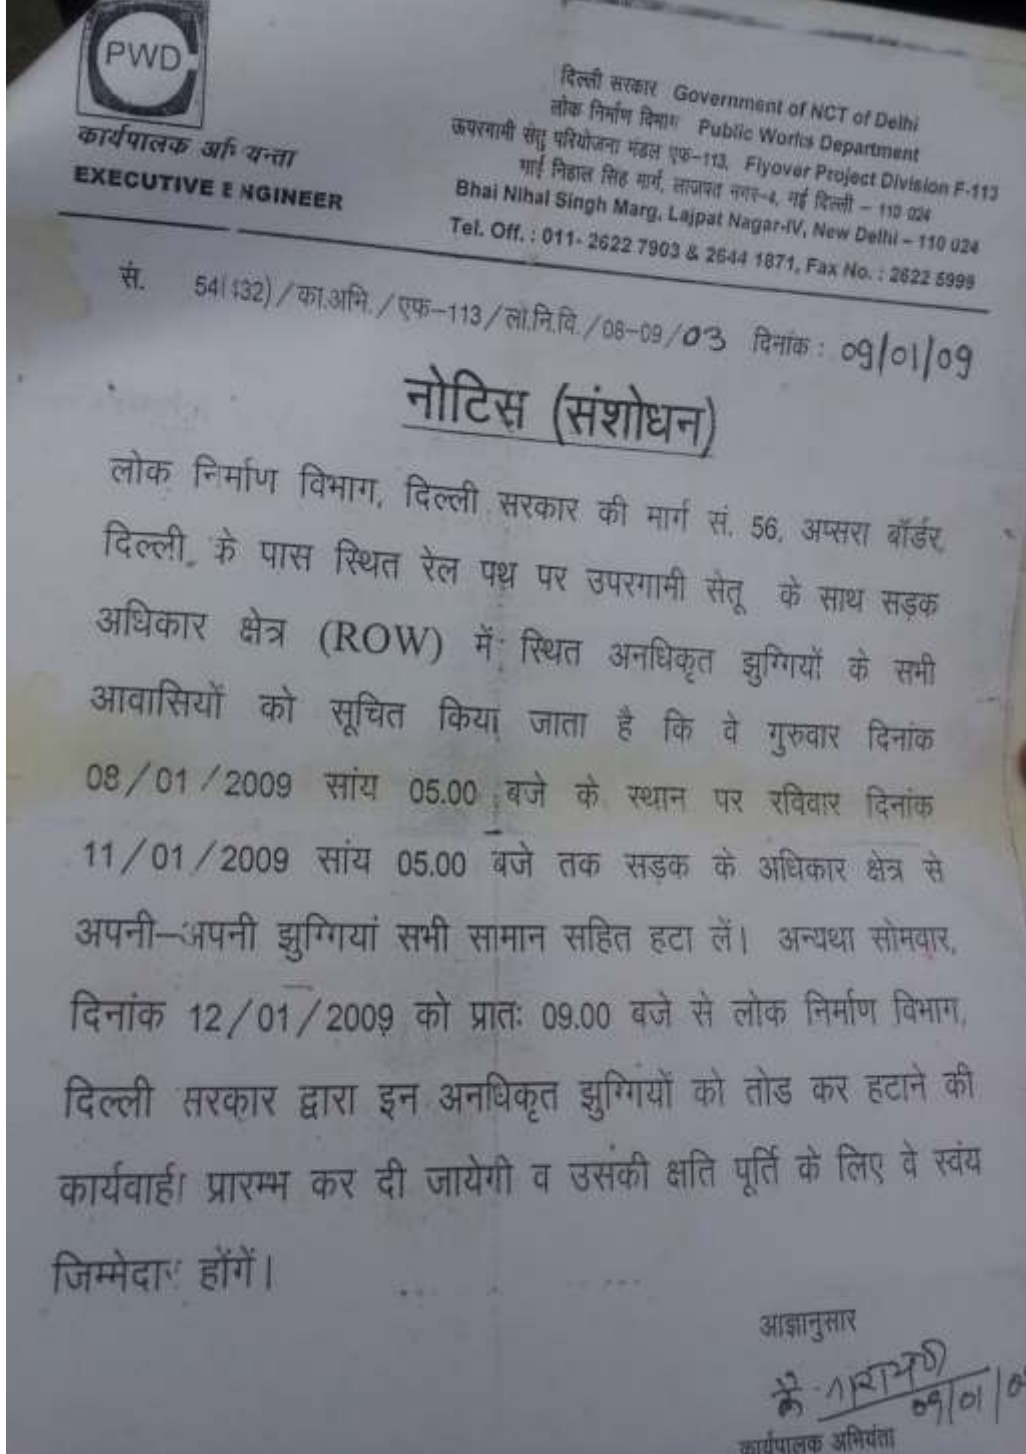 PWD
कार्यपालक अभियन्ता
EXECUTIVE ENGINEER
दिल्ली सरकार Government of NCT of Delhi
लोक निर्माण विभाग Public Works Department
ऊपरगामी सेतु परियोजना मंडल एफ-113, Flyover Project Division F-113
भाई निहाल सिंह मार्ग, लाजपत नगर-4, नई दिल्ली – 110 024
Bhai Nihal Singh Marg, Lajpat Nagar-IV, New Delhi – 110 024
Tel. Off. : 011- 2622 7903 & 2644 1871, Fax No. : 2622 5999
सं. 54(132)/का.अभि./एफ-113/लो.नि.वि./08-09/03 दिनांक : 09/01/09
नोटिस (संशोधन)
लोक निर्माण विभाग, दिल्ली सरकार की मार्ग सं. 56, अप्सरा बॉर्डर,
दिल्ली, के पास स्थित रेल पथ पर उपरगामी सेतू के साथ सड़क
अधिकार क्षेत्र (ROW) में स्थित अनधिकृत झुग्गियों के सभी
आवासियों को सूचित किया जाता है कि वे गुरुवार दिनांक
08/01/2009 सांय 05.00 बजे के स्थान पर रविवार दिनांक
11/01/2009 सांय 05.00 बजे तक सड़क के अधिकार क्षेत्र से
अपनी–अपनी झुग्गियां सभी सामान सहित हटा लें। अन्यथा सोमवार,
दिनांक 12/01/2009 को प्रातः 09.00 बजे से लोक निर्माण विभाग,
दिल्ली सरकार द्वारा इन अनधिकृत झुग्गियों को तोड कर हटाने की
कार्यवाही प्रारम्भ कर दी जायेगी व उसकी क्षति पूर्ति के लिए वे स्वंय
जिम्मेदार होंगें।
आज्ञानुसार
09/01/0
कार्यपालक अभियंता